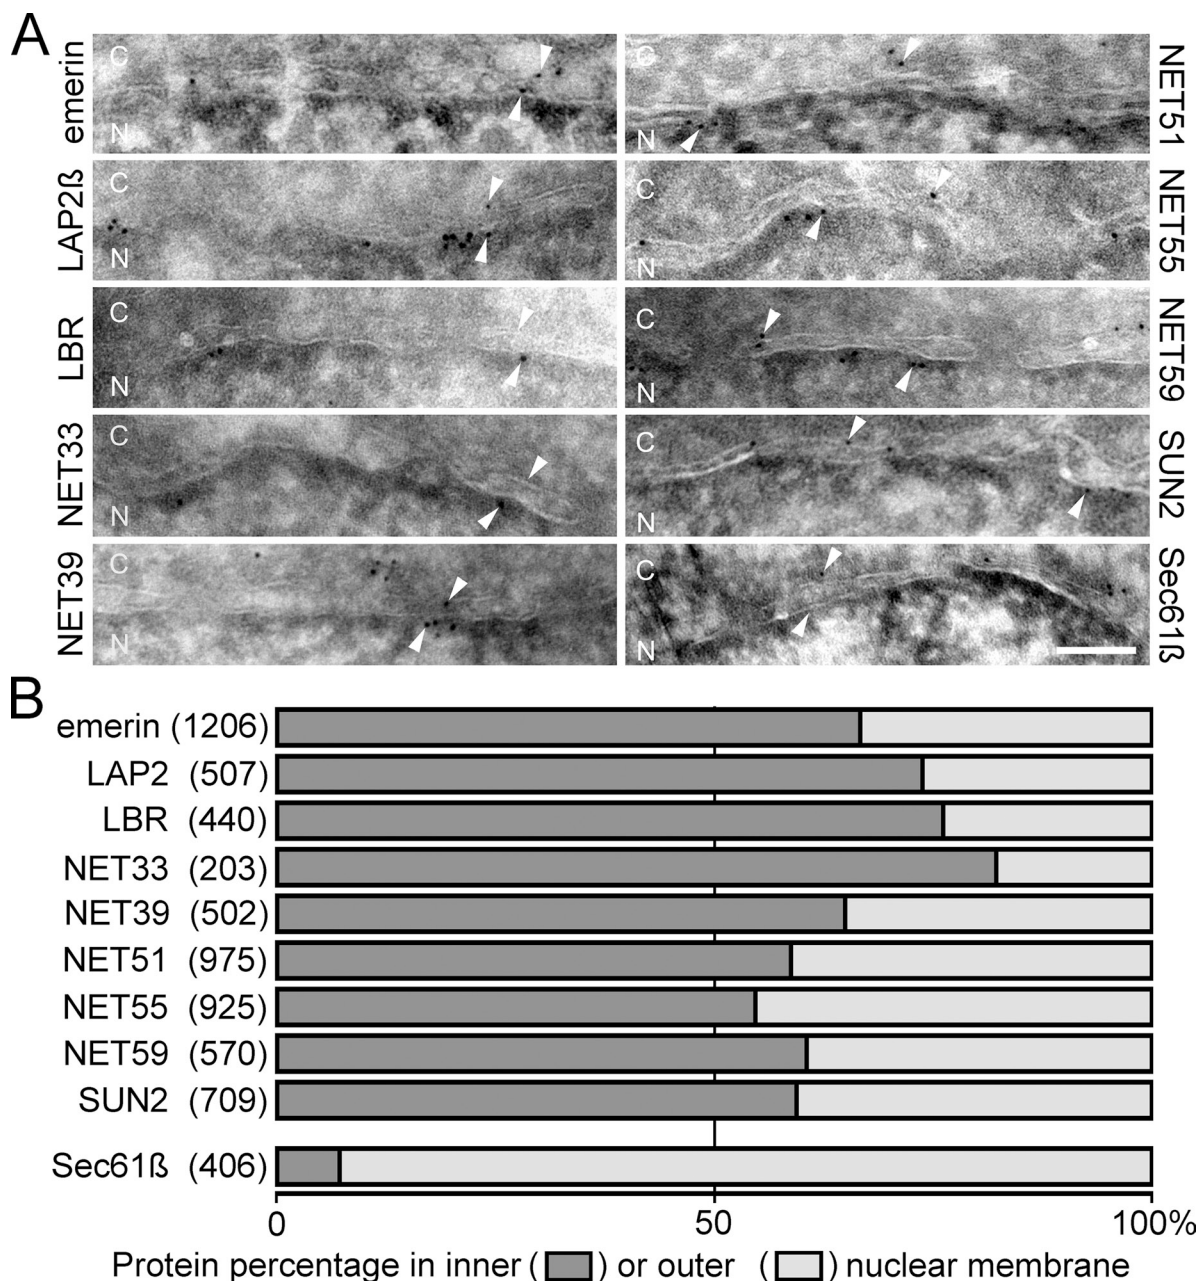 A
emerin
C
N
C
N
NET51
LAP2ß
C
N
C
N
NET55
LBR
C
N
C
N
NET59
NET33
C
N
C
N
SUN2
NET39
C
N
C
N
Sec61ß
B
emerin (1206)
LAP2 (507)
LBR (440)
NET33 (203)
NET39 (502)
NET51 (975)
NET55 (925)
NET59 (570)
SUN2 (709)
Sec61ß (406)
0 50 100%
Protein percentage in inner ( ) or outer ( ) nuclear membrane